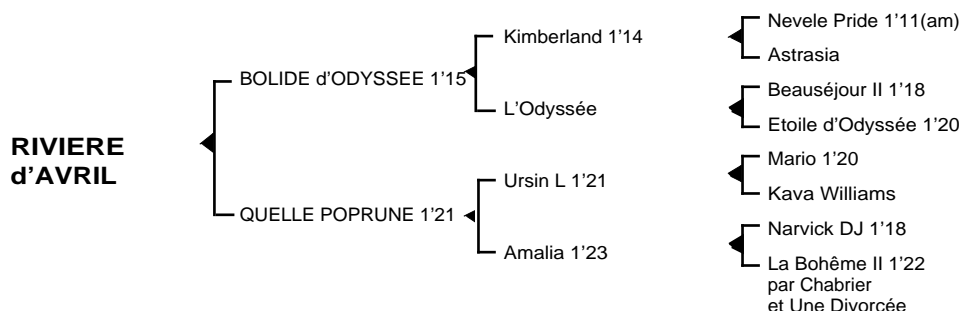 Nevele Pride 1'11(am)
Kimberland 1'14
Astrasia
BOLIDE d'ODYSSEE 1'15
Beauséjour II 1'18
L'Odyssée
Etoile d'Odyssée 1'20
RIVIERE
d'AVRIL
Mario 1'20
Ursin L 1'21
Kava Williams
QUELLE POPRUNE 1'21
Narvick DJ 1'18
Amalia 1'23
La Bohême II 1'22
par Chabrier
et Une Divorcée